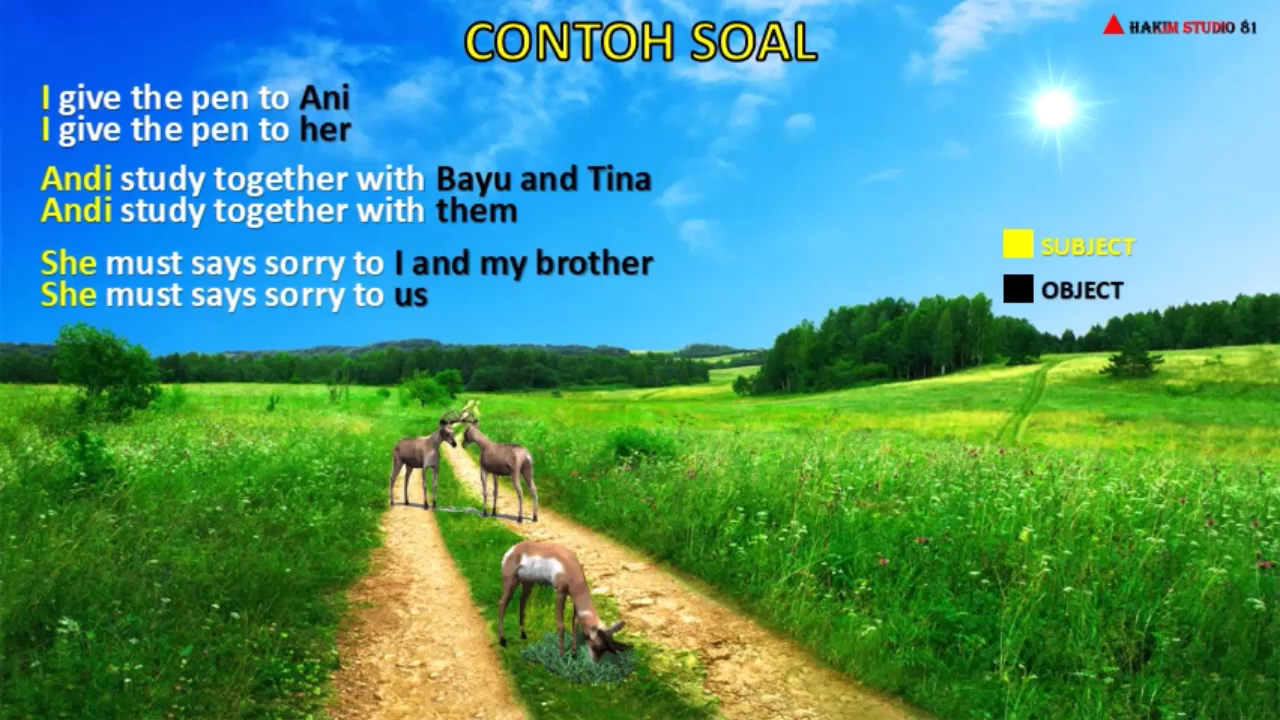 CONTOH SOAL
HAKIM STUDIO 81
I give the pen to Ani
I give the pen to her
Andi study together with Bayu and Tina
Andi study together with them
She must says sorry to I and my brother
She must says sorry to us
SUBJECT
OBJECT